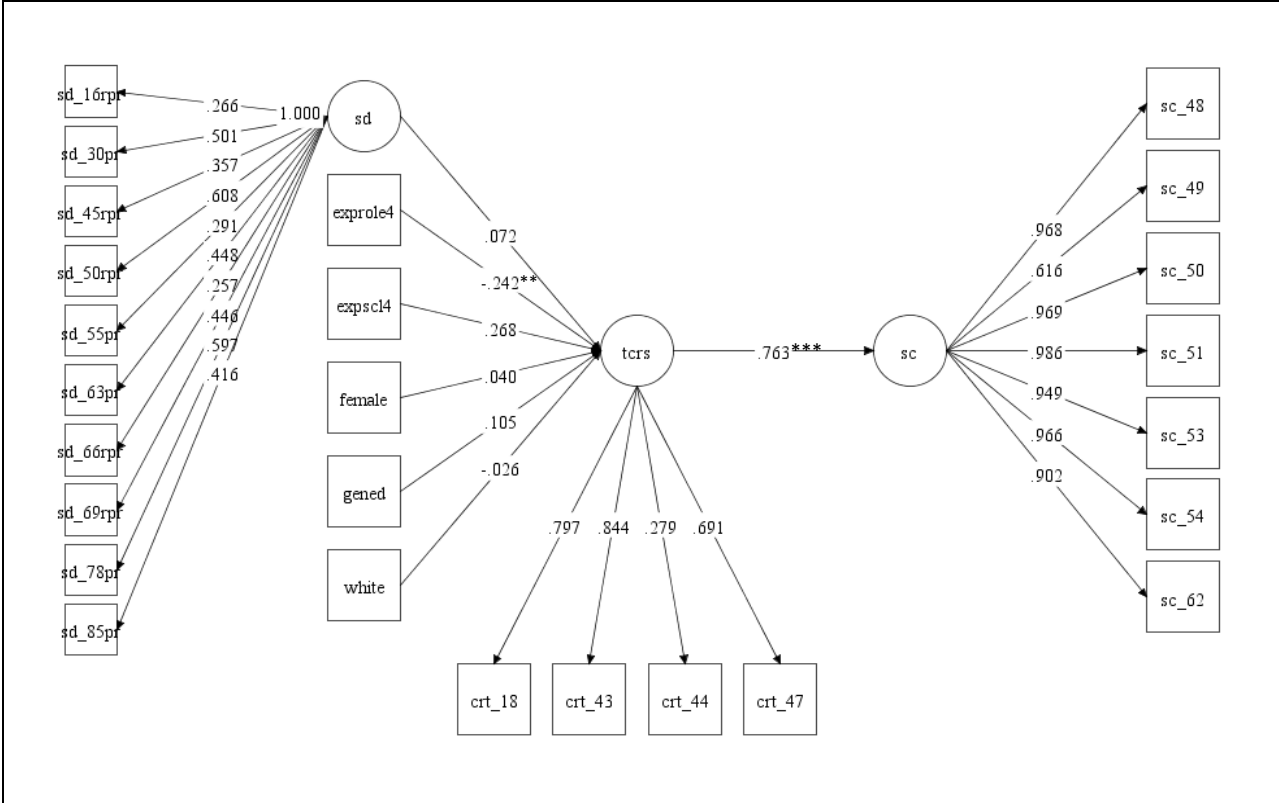 sd_16rpr
sd_30pr
sd_45rpr
sd_50rpr
sd_55pr
sd_63pr
sd_66rpr
sd_69rpr
sd_78pr
sd_85pr
.266
.501
.357
.608
.291
.448
.257
.446
.597
.416
1.000
sd
exprole4
expscl4
female
gened
white
.072
-.242**
.268
.040
.105
-.026
tcrs
.763***
sc
.797
.844
.279
.691
crt_18
crt_43
crt_44
crt_47
.968
.616
.969
.986
.949
.966
.902
sc_48
sc_49
sc_50
sc_51
sc_53
sc_54
sc_62